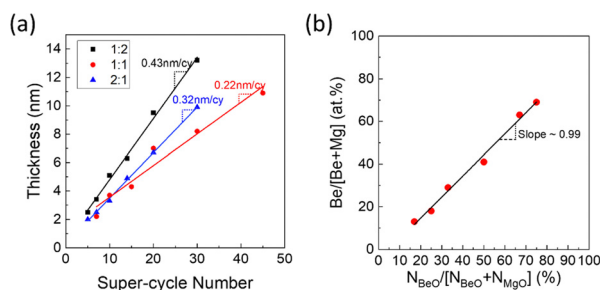 (a)
1:2
1:1
2:1
0.43nm/cy
0.22nm/cy
0.32nm/cy
14
12
10
8
6
4
2
0
Thickness (nm)
0 10 20 30 40 50
Super-cycle Number
(b)
100
80
60
40
20
0
Be/[Be+Mg] (at.%)
Slope ~ 0.99
0 10 20 30 40 50 60 70 80 90 100
N_BeO/[N_BeO+N_MgO] (%)